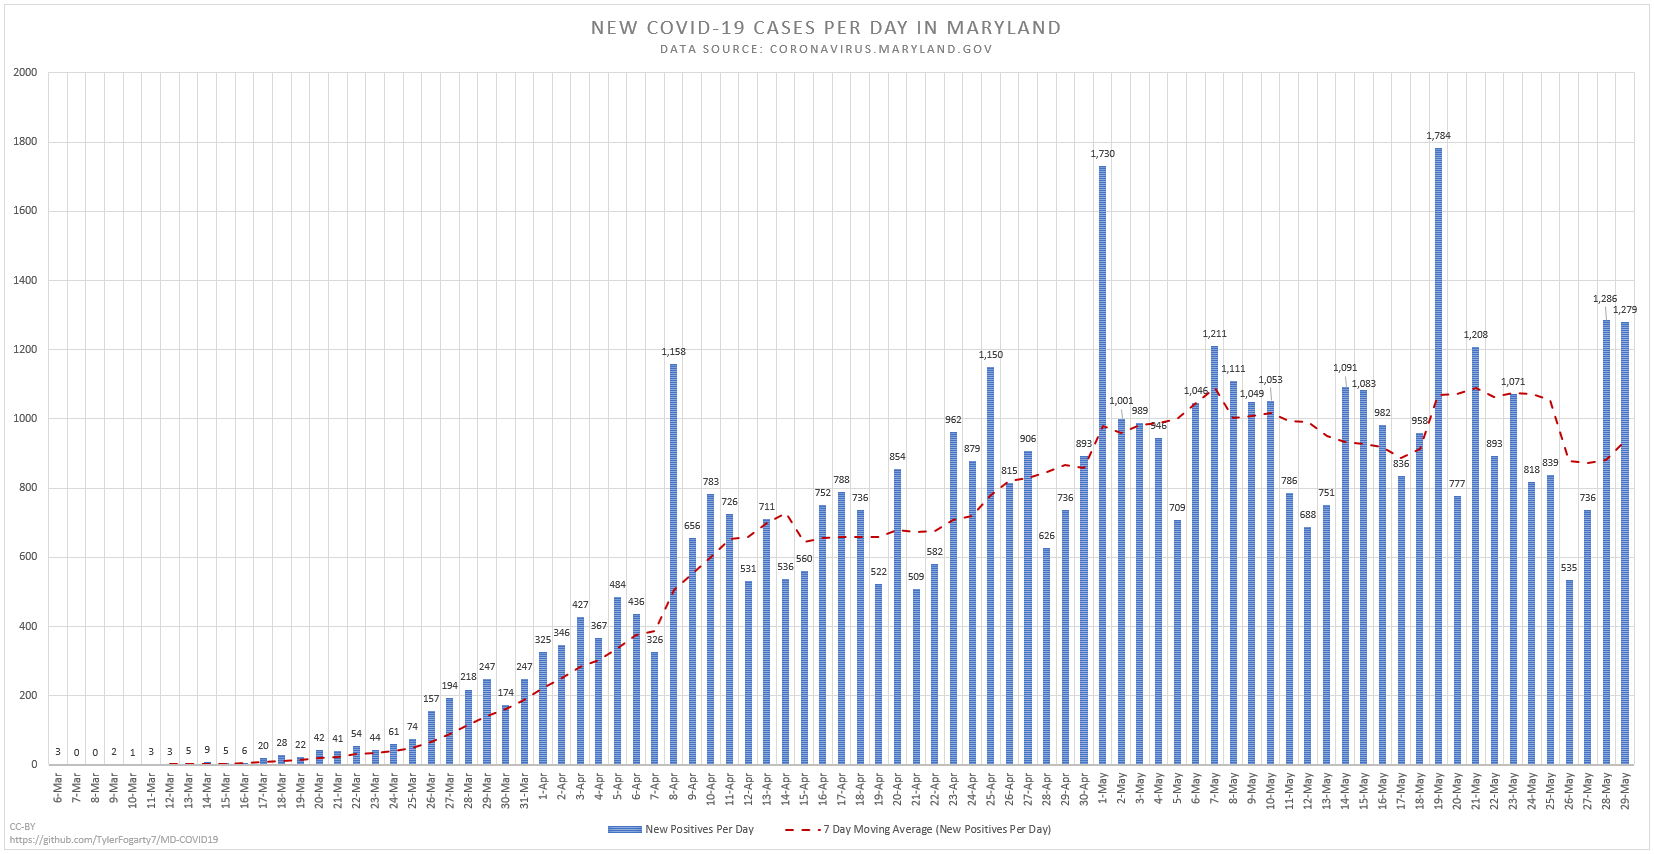 NEW COVID-19 CASES PER DAY IN MARYLAND
DATA SOURCE: CORONAVIRUS.MARYLAND.GOV
2000
1800
1600
1400
1200
1000
800
600
400
200
0
3 0 0 2 1 3 3 5 9 5 6 20 28 22 42 41 54 44 61 74 157 194 218 247 174 247 325 346 427 367 484 436 326 1,158 656 783 726 531 711 536 560 752 788 736 522 854 509 582 962 879 1,150 815 906 626 736 893 1,730 1,001 989 946 709 1,046 1,211 1,111 1,049 1,053 786 688 751 1,091 1,083 982 836 958 1,784 777 1,208 893 1,071 818 839 535 736 1,286 1,279
6-Mar 7-Mar 8-Mar 9-Mar 10-Mar 11-Mar 12-Mar 13-Mar 14-Mar 15-Mar 16-Mar 17-Mar 18-Mar 19-Mar 20-Mar 21-Mar 22-Mar 23-Mar 24-Mar 25-Mar 26-Mar 27-Mar 28-Mar 29-Mar 30-Mar 31-Mar 1-Apr 2-Apr 3-Apr 4-Apr 5-Apr 6-Apr 7-Apr 8-Apr 9-Apr 10-Apr 11-Apr 12-Apr 13-Apr 14-Apr 15-Apr 16-Apr 17-Apr 18-Apr 19-Apr 20-Apr 21-Apr 22-Apr 23-Apr 24-Apr 25-Apr 26-Apr 27-Apr 28-Apr 29-Apr 30-Apr 1-May 2-May 3-May 4-May 5-May 6-May 7-May 8-May 9-May 10-May 11-May 12-May 13-May 14-May 15-May 16-May 17-May 18-May 19-May 20-May 21-May 22-May 23-May 24-May 25-May 26-May 27-May 28-May 29-May
New Positives Per Day
7 Day Moving Average (New Positives Per Day)
CC-BY
https://github.com/TylerFogarty7/MD-COVID19